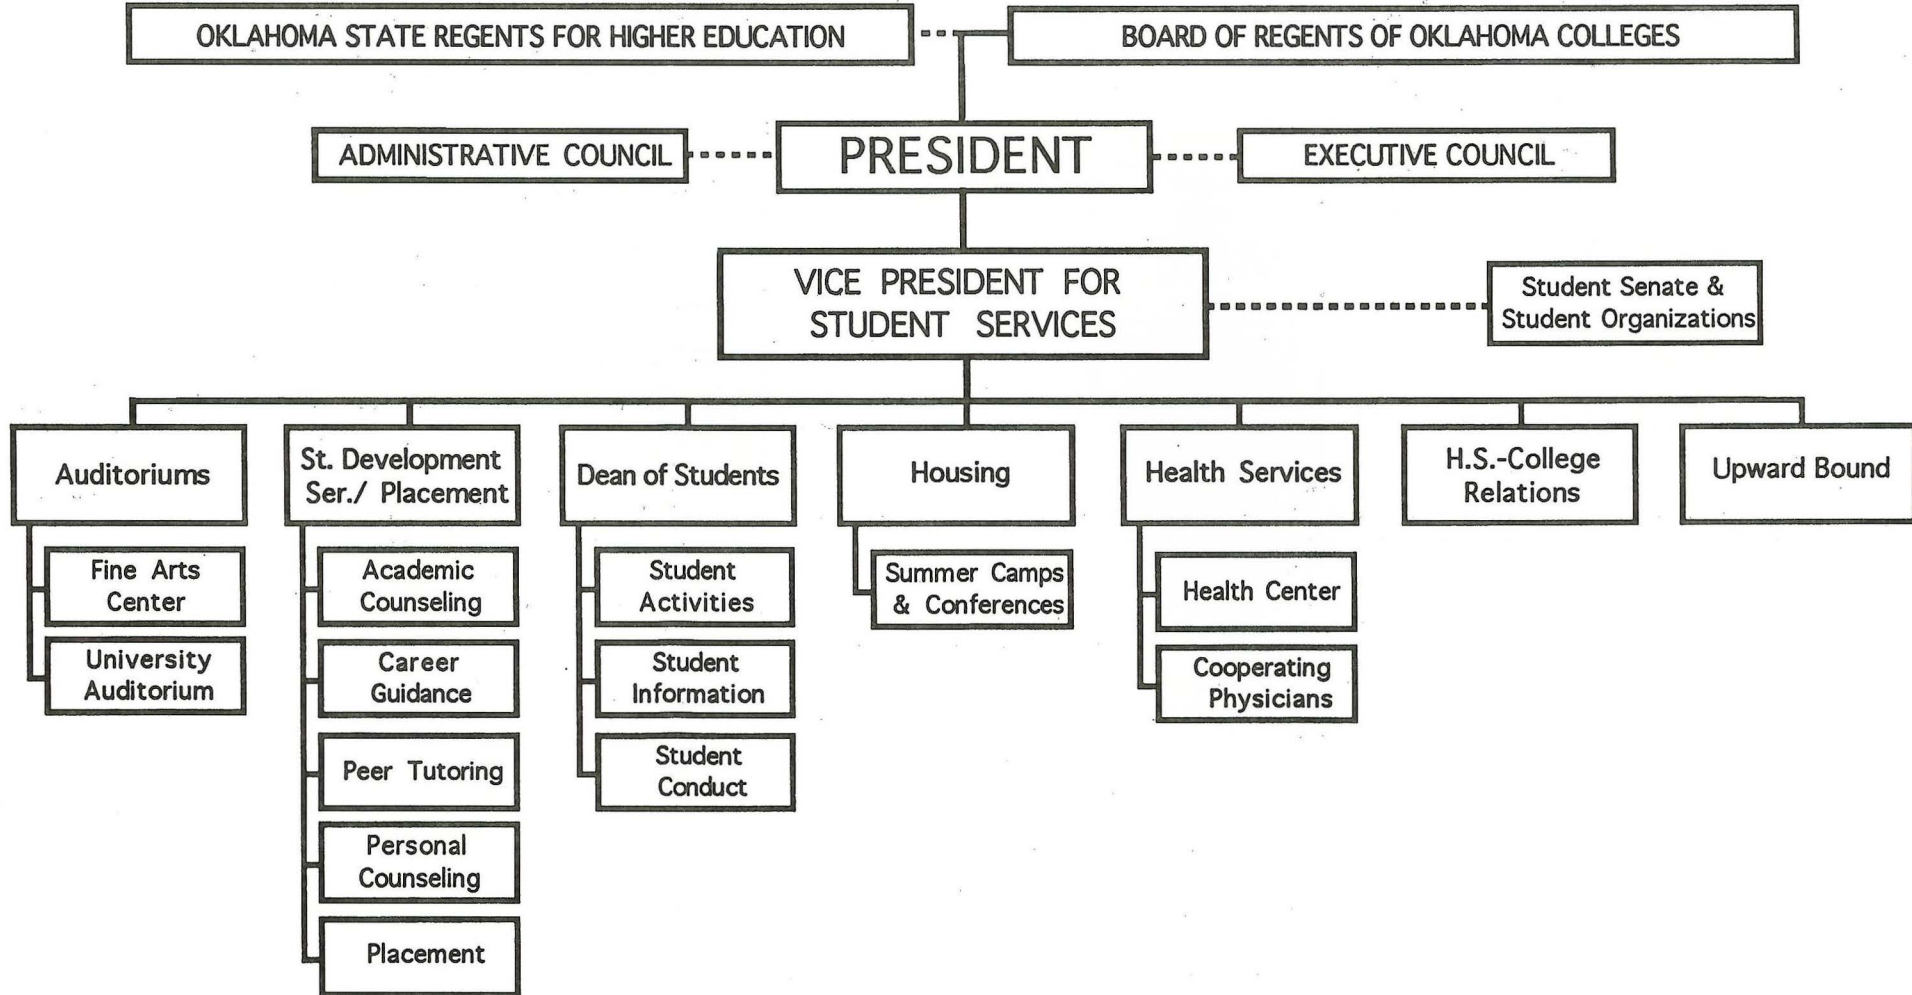 OKLAHOMA STATE REGENTS FOR HIGHER EDUCATION
BOARD OF REGENTS OF OKLAHOMA COLLEGES
ADMINISTRATIVE COUNCIL
PRESIDENT
EXECUTIVE COUNCIL
VICE PRESIDENT FOR
STUDENT SERVICES
Student Senate &
Student Organizations
Auditoriums
Fine Arts
Center
University
Auditorium
St. Development
Ser./ Placement
Academic
Counseling
Career
Guidance
Peer Tutoring
Personal
Counseling
Placement
Dean of Students
Student
Activities
Student
Information
Student
Conduct
Housing
Summer Camps
& Conferences
Health Services
Health Center
Cooperating
Physicians
H.S.-College
Relations
Upward Bound